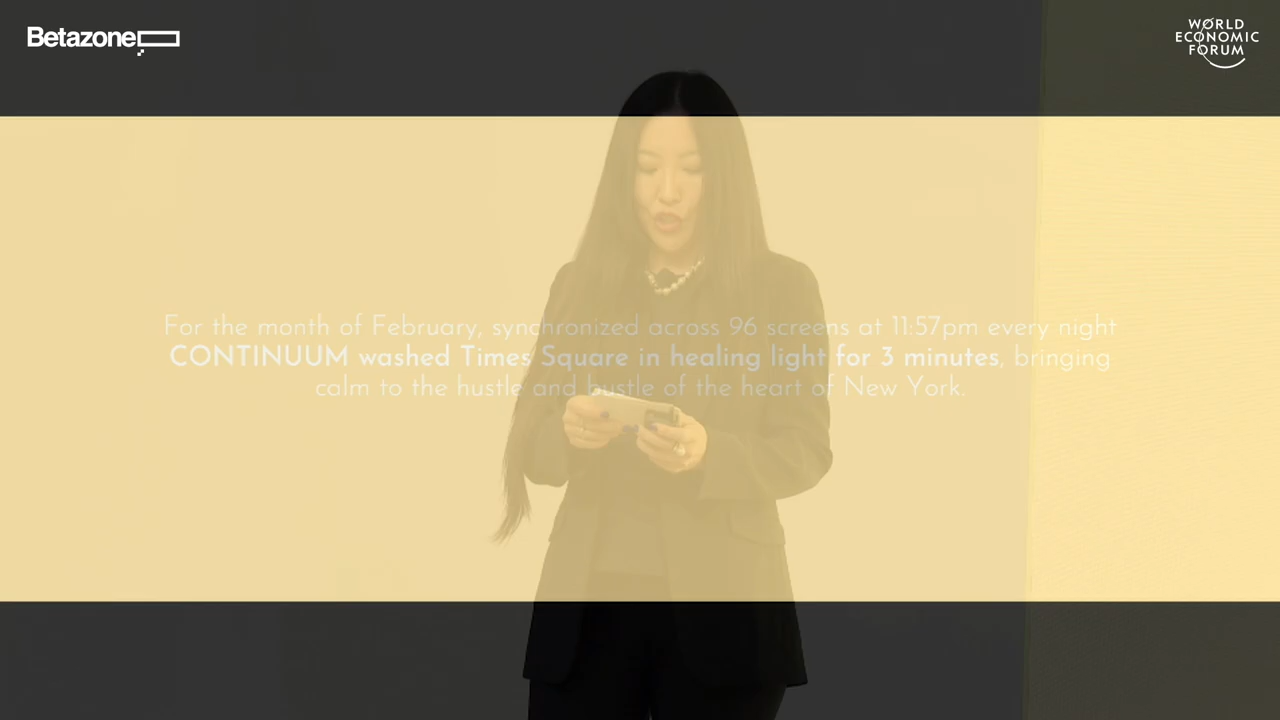 Betazone
WORLD
ECONOMIC
FORUM
For the month of February, synchronized across 96 screens at 11:57pm every night
CONTINUUM washed Times Square in healing light for 3 minutes, bringing
calm to the hustle and bustle of the heart of New York.